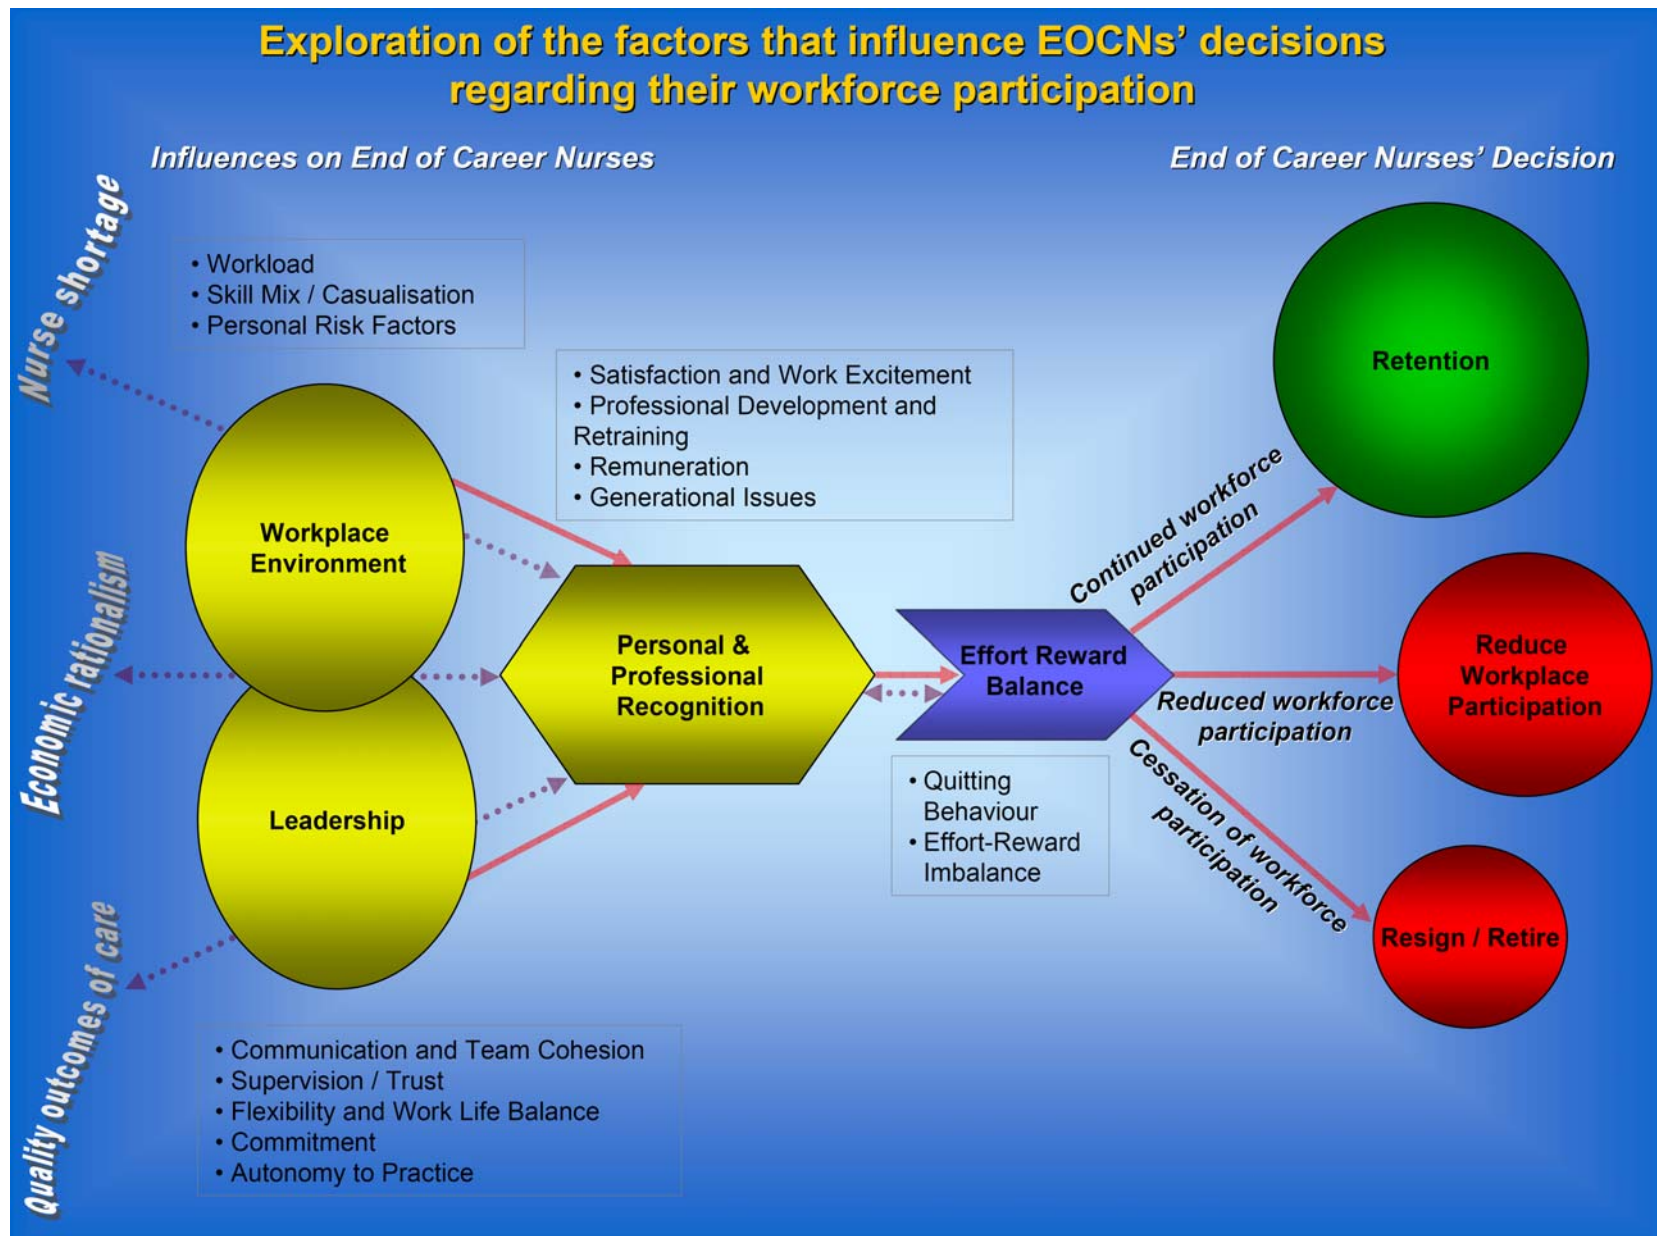 Exploration of the factors that influence EOCNs' decisions
regarding their workforce participation
Influences on End of Career Nurses
End of Career Nurses' Decision
Nurse shortage
• Workload
• Skill Mix / Casualisation
• Personal Risk Factors
• Satisfaction and Work Excitement
• Professional Development and
Retraining
• Remuneration
• Generational Issues
Retention
Workplace
Environment
Continued workforce
participation
Economic rationalism
Personal &
Professional
Recognition
Effort Reward
Balance
Reduce
Workplace
Participation
Reduced workforce
participation
Leadership
• Quitting
Behaviour
• Effort-Reward
Imbalance
Cessation of workforce
participation
Resign / Retire
Quality outcomes of care
• Communication and Team Cohesion
• Supervision / Trust
• Flexibility and Work Life Balance
• Commitment
• Autonomy to Practice